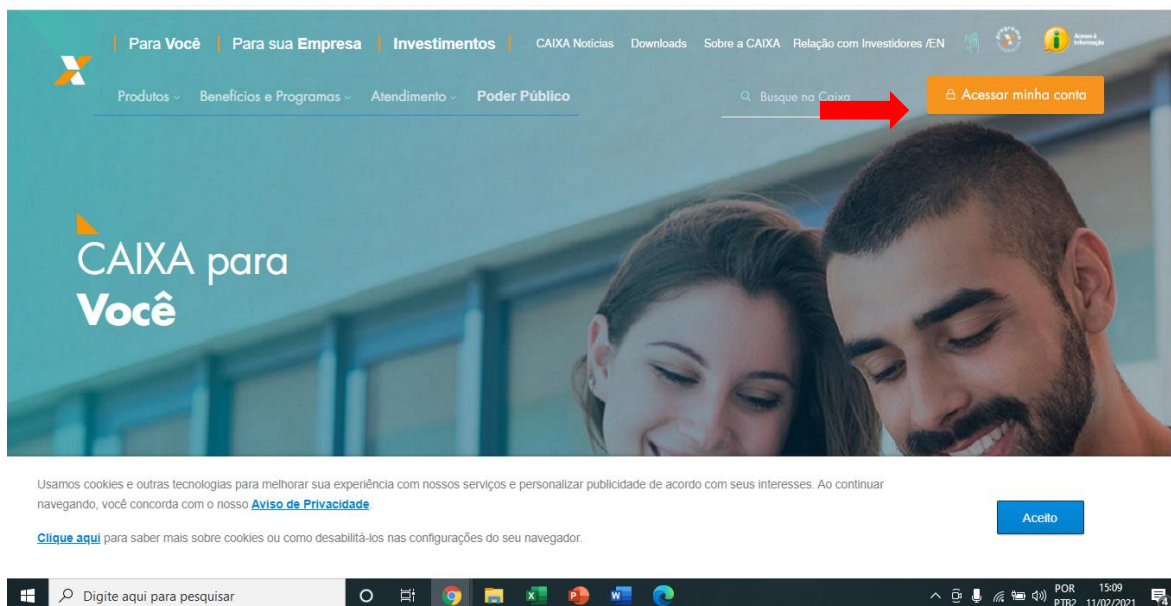 Para Você | Para sua Empresa | Investimentos | CAIXA Notícias Downloads Sobre a CAIXA Relação com Investidores /EN Acesso à
Informação
Produtos Benefícios e Programas Atendimento Poder Público Busque na Caixa Acessar minha conta
CAIXA para
Você
Usamos cookies e outras tecnologias para melhorar sua experiência com nossos serviços e personalizar publicidade de acordo com seus interesses. Ao continuar
navegando, você concorda com o nosso Aviso de Privacidade.
Aceito
Clique aqui para saber mais sobre cookies ou como desabilitá-los nas configurações do seu navegador.
Digite aqui para pesquisar POR 15:09
PTB2 11/02/2021 4